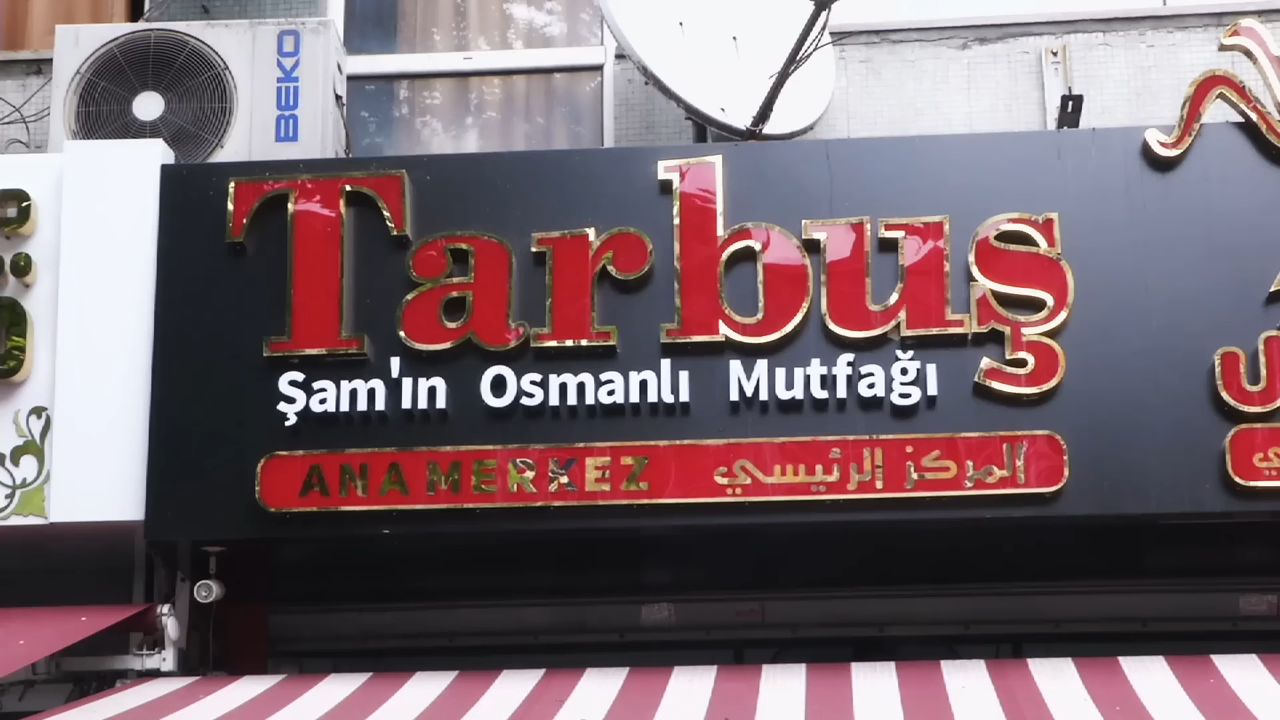 BEKO
Tarbuş
Şam'ın Osmanlı Mutfağı
ANA MERKEZ المركز الرئيسي